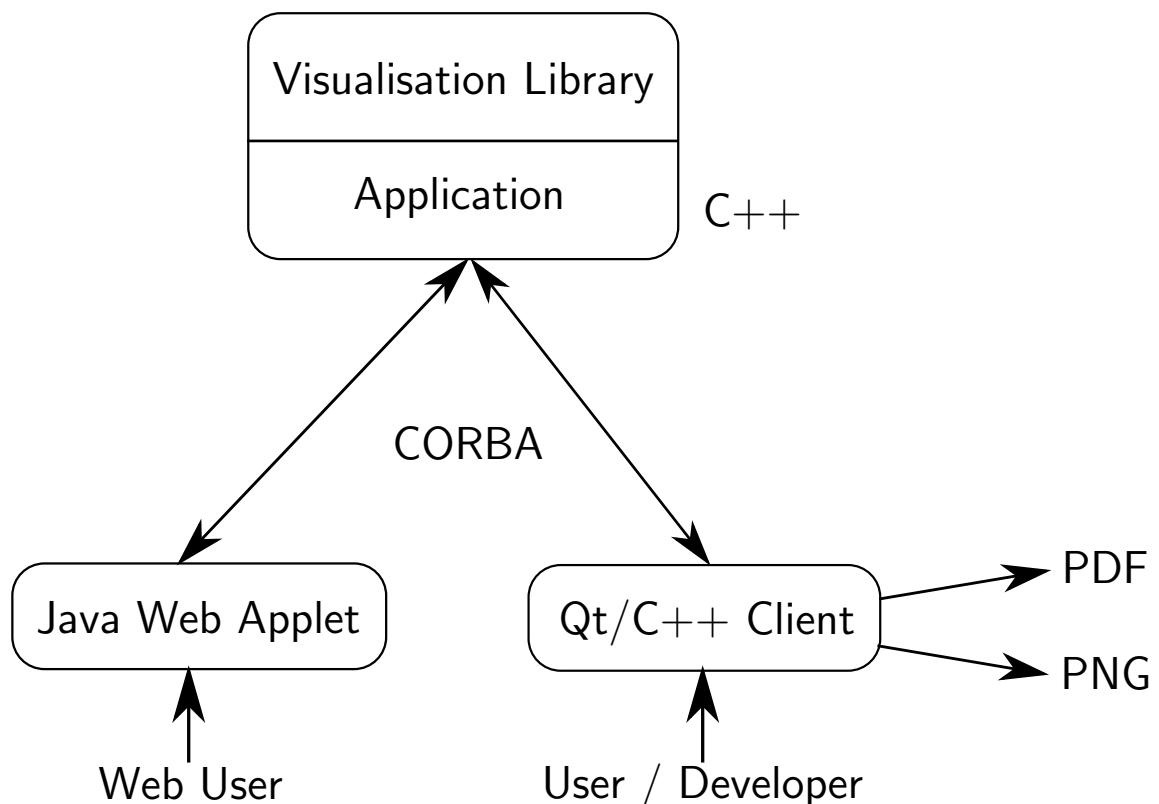 Visualisation Library
Application
C++
CORBA
Java Web Applet
Qt/C++ Client
PDF
PNG
Web User
User / Developer